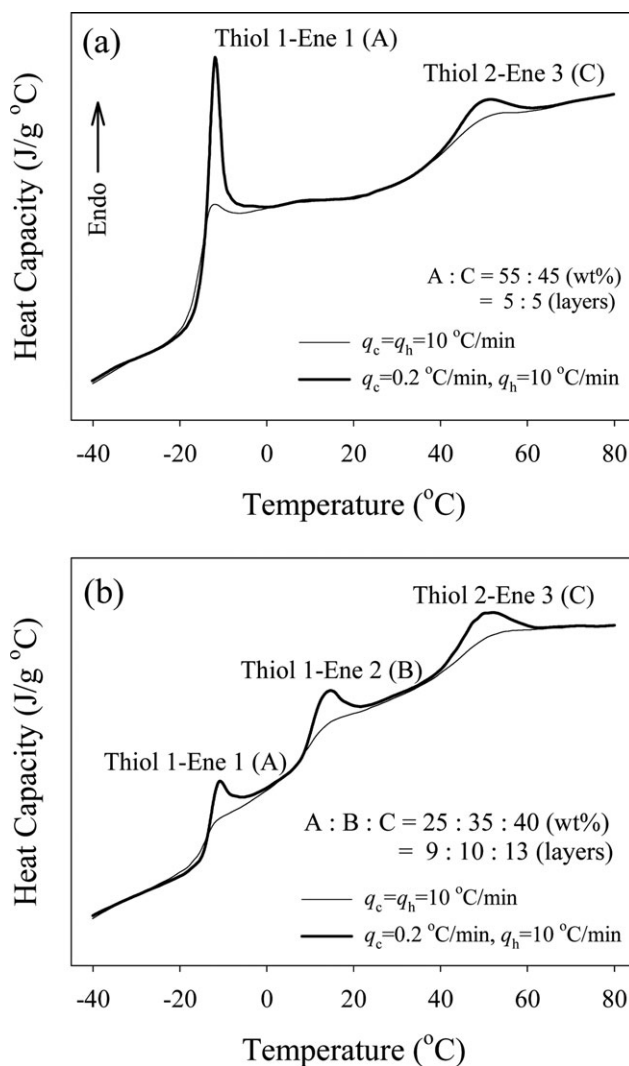 (a)
Thiol 1-Ene 1 (A)
Thiol 2-Ene 3 (C)
Heat Capacity (J/g °C)
Endo
A : C = 55 : 45 (wt%)
= 5 : 5 (layers)
qc=qh=10 °C/min
qc=0.2 °C/min, qh=10 °C/min
-40 -20 0 20 40 60 80
Temperature (°C)
(b)
Thiol 2-Ene 3 (C)
Thiol 1-Ene 2 (B)
Thiol 1-Ene 1 (A)
Heat Capacity (J/g °C)
A : B : C = 25 : 35 : 40 (wt%)
= 9 : 10 : 13 (layers)
qc=qh=10 °C/min
qc=0.2 °C/min, qh=10 °C/min
-40 -20 0 20 40 60 80
Temperature (°C)